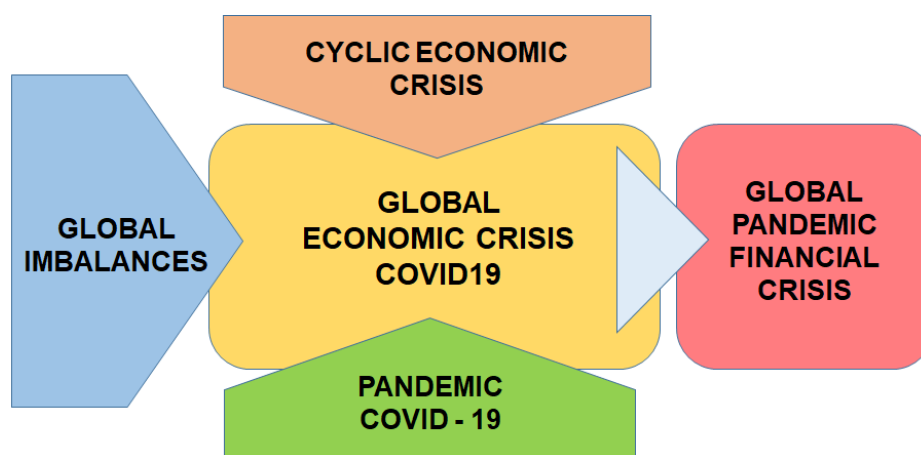 CYCLIC ECONOMIC
CRISIS
GLOBAL
IMBALANCES
GLOBAL
ECONOMIC CRISIS
COVID19
GLOBAL
PANDEMIC
FINANCIAL
CRISIS
PANDEMIC
COVID - 19